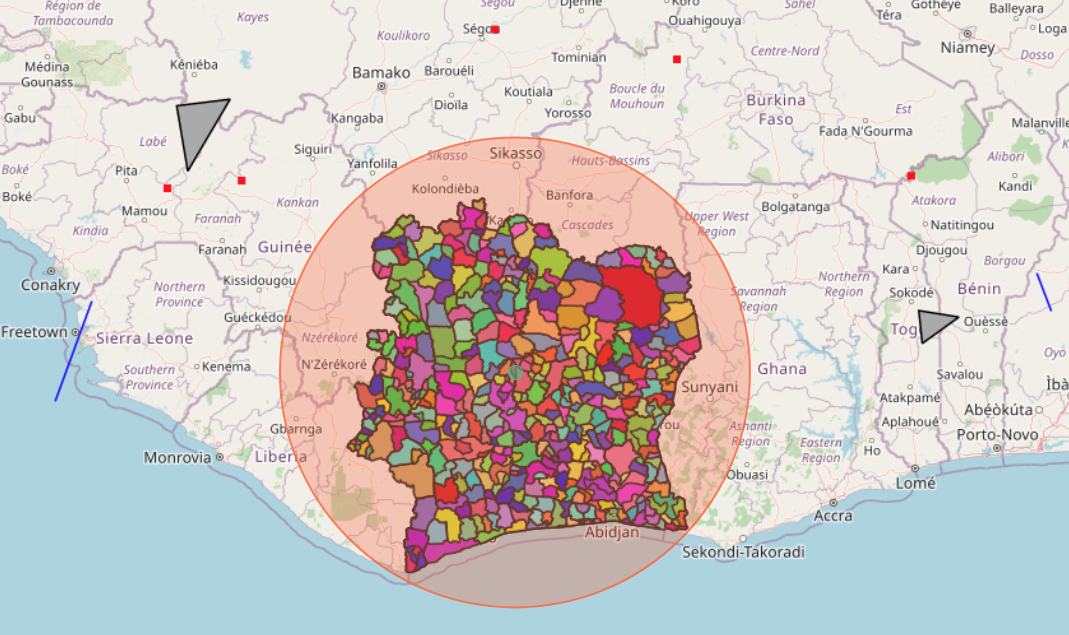 Région de
Tambacounda
Kayes
Ségou
Djenné
Koro
Ouahigouya
Sahel
Téra
Gothèye
Balleyara
Loga
Koulikoro
Médina
Gounass
Kéniéba
Bamako
Barouéli
Tominian
Centre-Nord
Niamey
Dosso
Gabu
Kangaba
Dioïla
Koutiala
Yorosso
Boucle du
Mouhoun
Burkina
Faso
Est
Fada N'Gourma
Malanville
Labé
Siguiri
Yanfolila
Sikasso
Sikasso
Hauts-Bassins
Alibori
Boké
Boké
Pita
Kankan
Kolondièba
Banfora
Kandi
Mamou
Faranah
Cascades
Upper West
Region
Bolgatanga
Atakora
Natitingou
Kindia
Faranah
Guinée
Djougou
Borgou
Conakry
Kissidougou
Northern
Province
Northern
Region
Kara
Bénin
Savannah
Region
Sokodé
Freetown
Guéckédou
Sierra Leone
Nzérékoré
Ouèssè
N'Zérékoré
Kenema
Southern
Province
Ghana
Savalou
Oyo
Sunyani
Atakpamé
Abéòkúta
Gbarnga
Ashanti
Region
Aplahoué
Porto-Novo
Monrovia
Liberia
Eastern
Region
Ho
Obuasi
Lomé
Accra
Abidjan
Sekondi-Takoradi